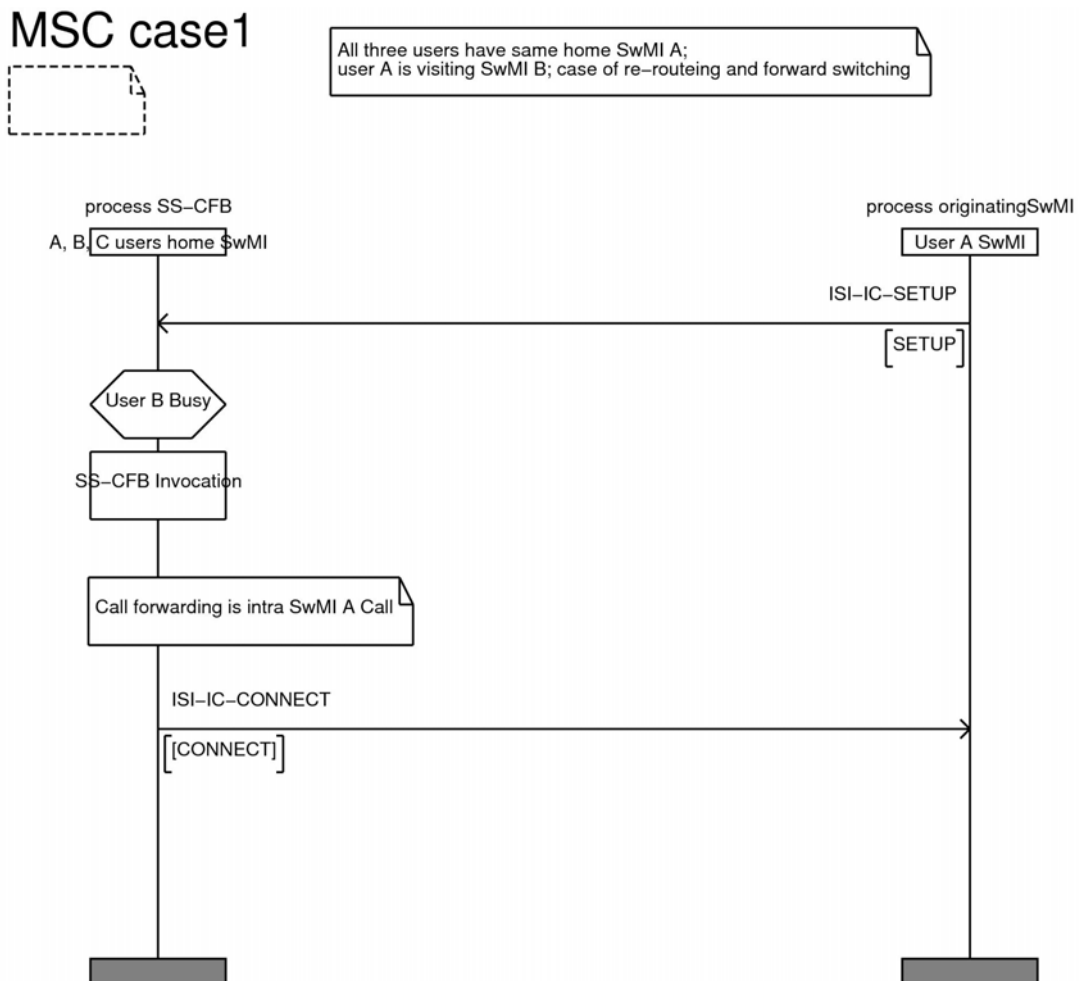 MSC case1
All three users have same home SwMI A;
user A is visiting SwMI B; case of re−routeing and forward switching
process SS−CFB
process originatingSwMI
A, B, C users home SwMI
User A SwMI
ISI−IC−SETUP
[SETUP]
User B Busy
SS−CFB Invocation
Call forwarding is intra SwMI A Call
ISI−IC−CONNECT
[[CONNECT]]